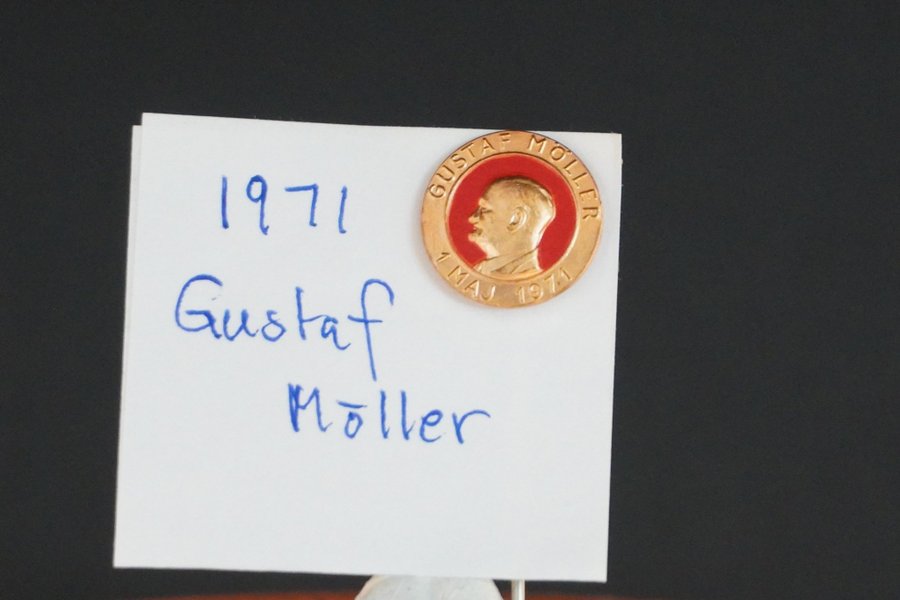 1971
Gustaf
Möller
GUSTAF MÖLLER
1 MAJ 1971